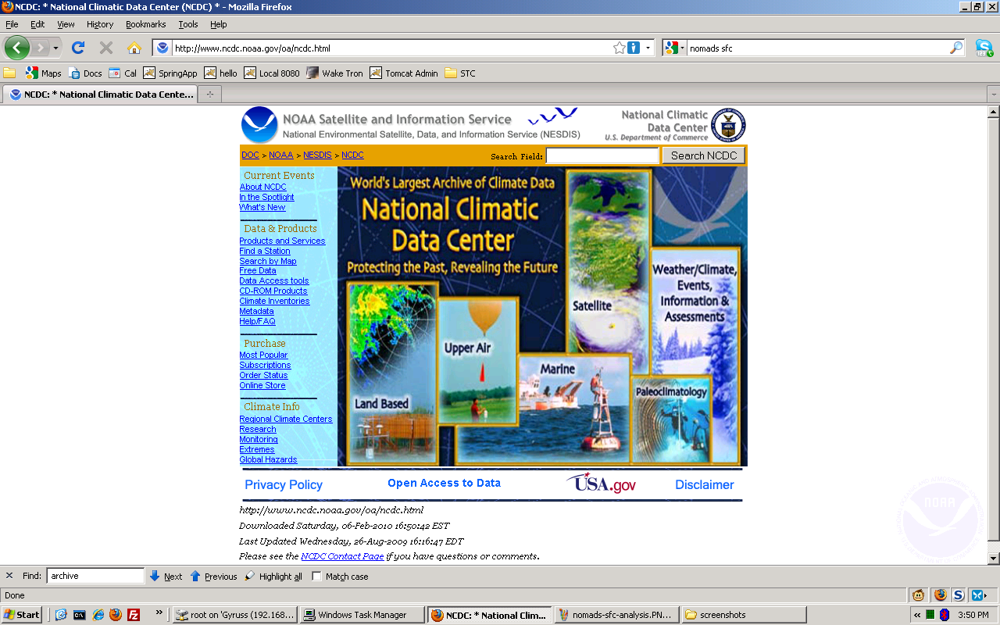 NCDC: * National Climatic Data Center (NCDC) * - Mozilla Firefox
File Edit View History Bookmarks Tools Help
http://www.ncdc.noaa.gov/oa/ncdc.html
nomads sfc
Maps Docs Cal SpringApp hello Local 8080 Wake Tron Tomcat Admin STC
NCDC: * National Climatic Data Cente...
NOAA Satellite and Information Service
National Environmental Satellite, Data, and Information Service (NESDIS)
National Climatic
Data Center
U.S. Department of Commerce
DOC > NOAA > NESDIS > NCDC
Search Field:
Search NCDC
Current Events
About NCDC
In the Spotlight
What's New
Data & Products
Products and Services
Find a Station
Search by Map
Free Data
Data Access tools
CD-ROM Products
Climate Inventories
Metadata
Help/FAQ
Purchase
Most Popular
Subscriptions
Order Status
Online Store
Climate Info
Regional Climate Centers
Research
Monitoring
Extremes
Global Hazards
World's Largest Archive of Climate Data
National Climatic
Data Center
Protecting the Past, Revealing the Future
Land Based
Upper Air
Marine
Satellite
Weather/Climate,
Events,
Information &
Assessments
Paleoclimatology
Privacy Policy
Open Access to Data
USA.gov
Disclaimer
http://www.ncdc.noaa.gov/oa/ncdc.html
Downloaded Saturday, 06-Feb-2010 16:50:42 EST
Last Updated Wednesday, 26-Aug-2009 16:16:47 EDT
Please see the NCDC Contact Page if you have questions or comments.
NOAA
Find: archive Next Previous Highlight all Match case
Done
Start
root on 'Gyruss (192.168...
Windows Task Manager
NCDC: * National Clim...
nomads-sfc-analysis.PN...
screenshots
3:50 PM